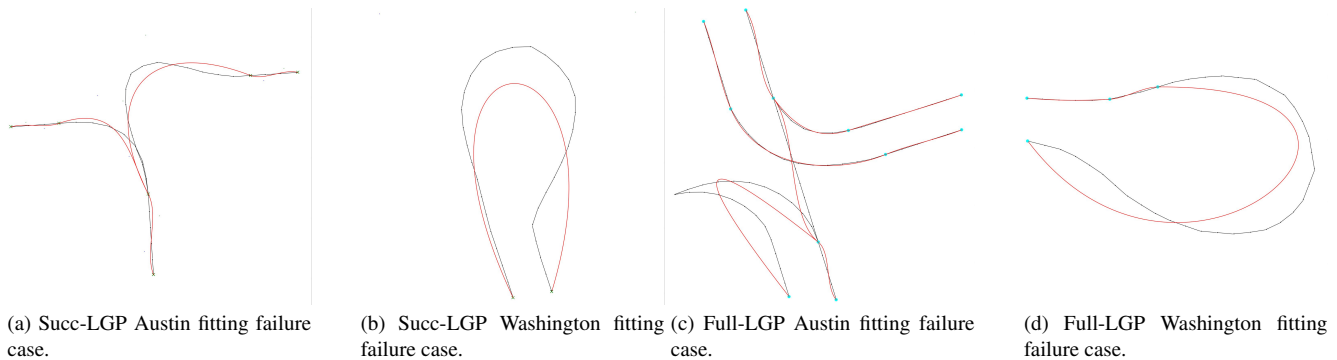 (a) Succ-LGP Austin fitting failure
case.
(b) Succ-LGP Washington fitting
failure case.
(c) Full-LGP Austin fitting failure
case.
(d) Full-LGP Washington fitting
failure case.